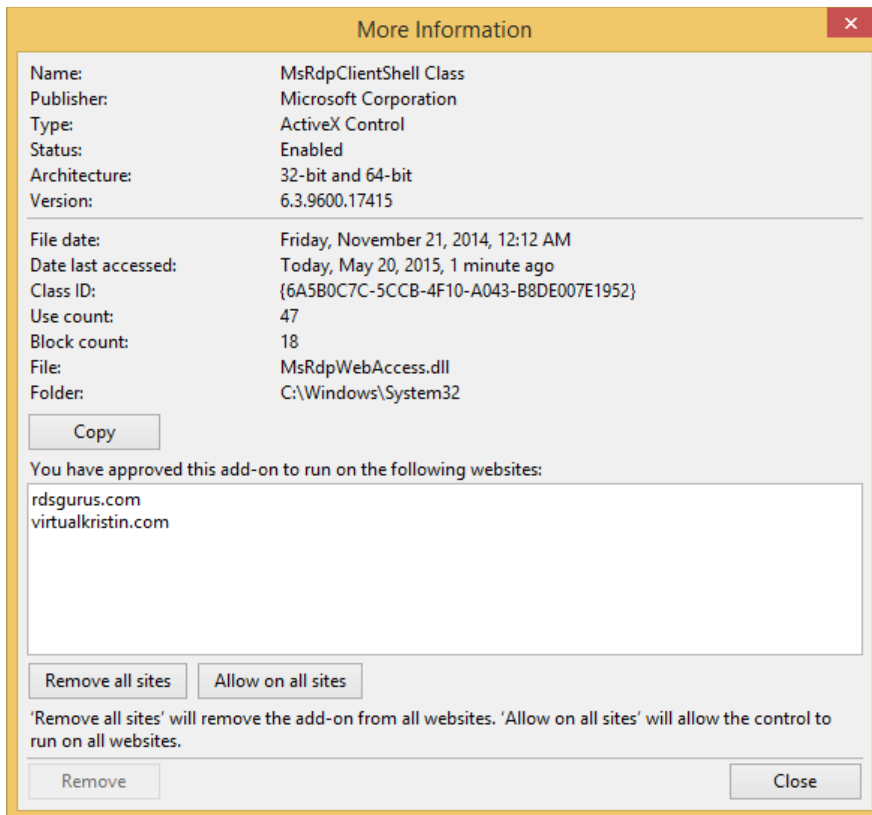 More Information
Name: MsRdpClientShell Class
Publisher: Microsoft Corporation
Type: ActiveX Control
Status: Enabled
Architecture: 32-bit and 64-bit
Version: 6.3.9600.17415
File date: Friday, November 21, 2014, 12:12 AM
Date last accessed: Today, May 20, 2015, 1 minute ago
Class ID: {6A5B0C7C-5CCB-4F10-A043-B8DE007E1952}
Use count: 47
Block count: 18
File: MsRdpWebAccess.dll
Folder: C:\Windows\System32
Copy
You have approved this add-on to run on the following websites:
rdsgurus.com
virtualkristin.com
Remove all sites Allow on all sites
'Remove all sites' will remove the add-on from all websites. 'Allow on all sites' will allow the control to
run on all websites.
Remove Close